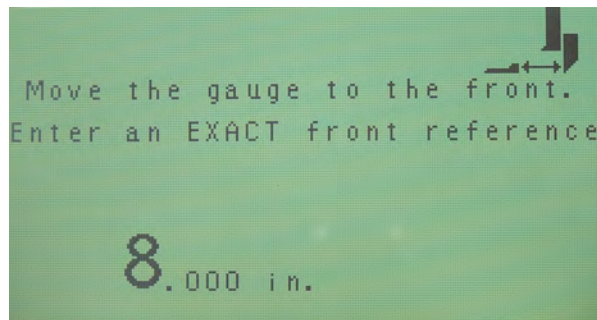 Move the gauge to the front.
Enter an EXACT front reference
8.000 in.